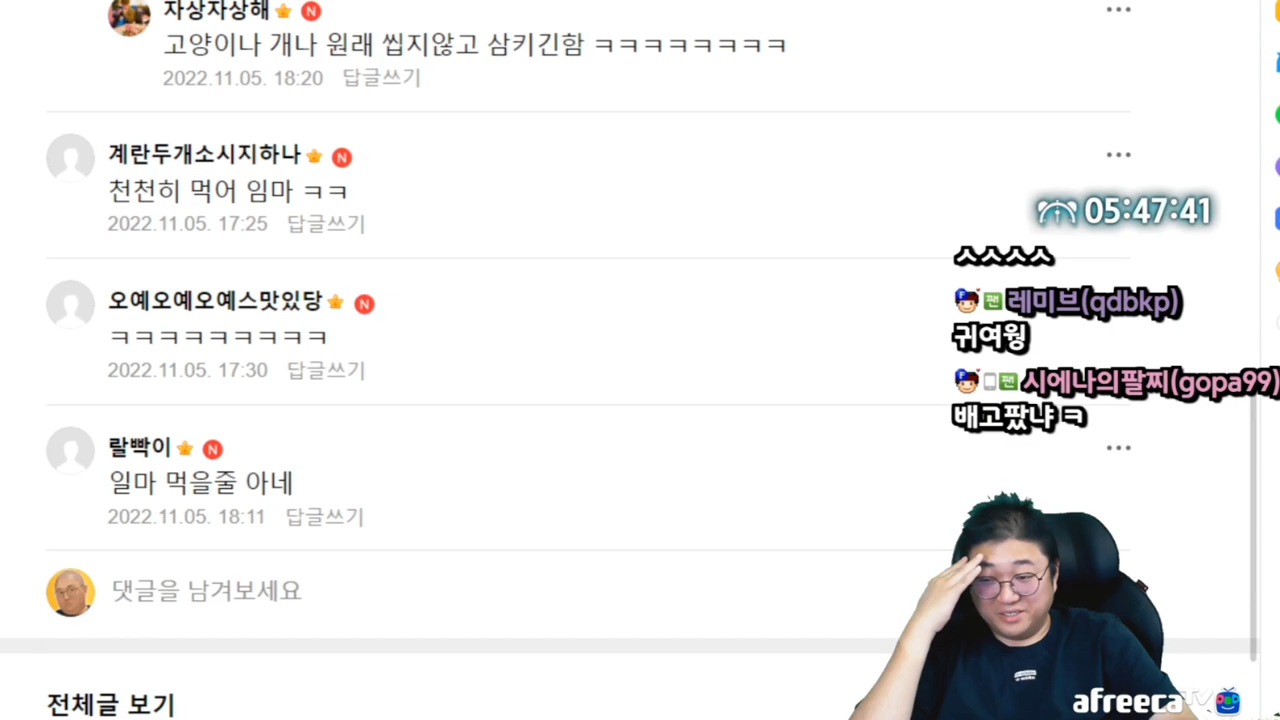 자상자상해 N
고양이나 개나 원래 씹지않고 삼키긴함 ㅋㅋㅋㅋㅋㅋㅋㅋ
2022.11.05. 18:20 답글쓰기
계란두개소시지하나 N
천천히 먹어 임마 ㅋㅋ
2022.11.05. 17:25 답글쓰기
05:47:41
ㅅㅅㅅㅅ
오예오예오예스맛있당 N
ㅋㅋㅋㅋㅋㅋㅋㅋㅋ
2022.11.05. 17:30 답글쓰기
F 팬 레미브(qdbkp)
귀여웡
F 팬 시에나의팔찌(gopa99)
배고팠냐 ㅋ
랄빡이 N
일마 먹을줄 아네
2022.11.05. 18:11 답글쓰기
댓글을 남겨보세요
전체글 보기
afreecaTV